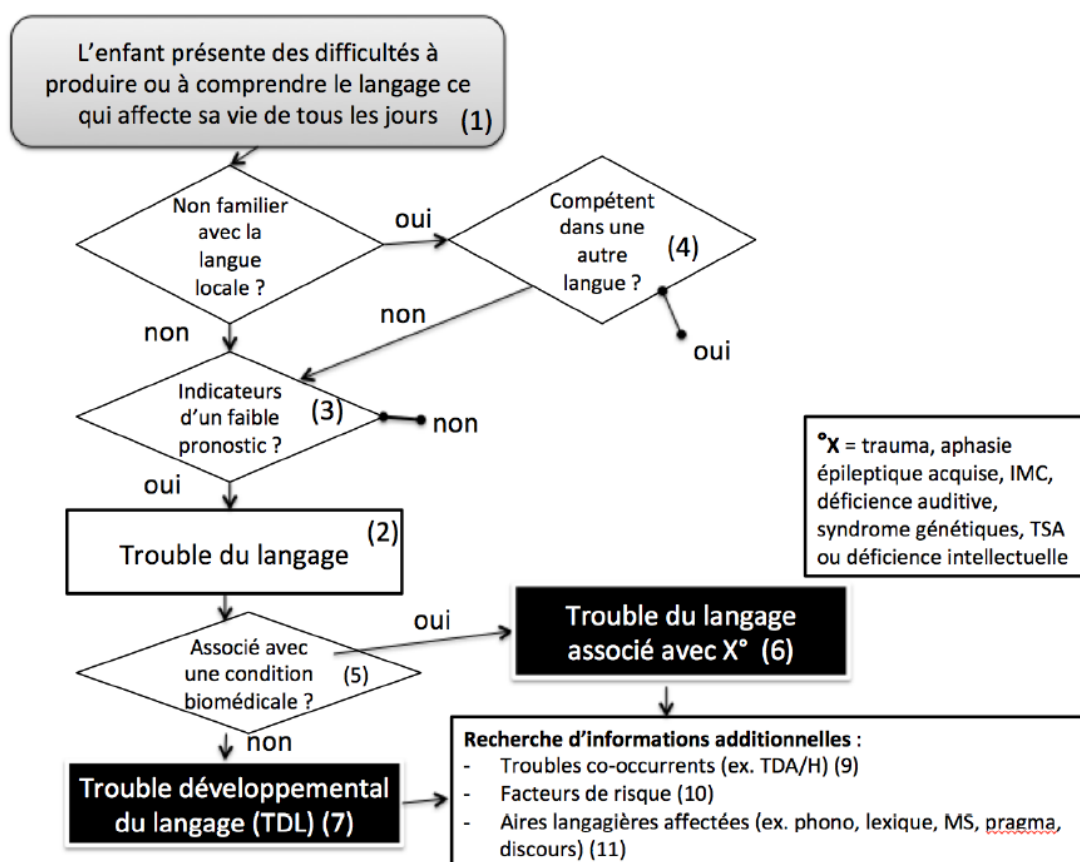 L'enfant présente des difficultés à
produire ou à comprendre le langage ce
qui affecte sa vie de tous les jours (1)
Non familier
avec la
langue
locale ?
oui
Compétent
dans une
autre
langue ?
(4)
non
non
oui
Indicateurs
d'un faible
pronostic ?
(3)
non
oui
°X = trauma, aphasie
épileptique acquise, IMC,
déficience auditive,
syndrome génétiques, TSA
ou déficience intellectuelle
Trouble du langage
(2)
Associé avec
une condition
biomédicale ?
(5)
oui
Trouble du langage
associé avec X° (6)
non
Trouble développemental
du langage (TDL) (7)
Recherche d'informations additionnelles :
- Troubles co-occurrents (ex. TDA/H) (9)
- Facteurs de risque (10)
- Aires langagières affectées (ex. phono, lexique, MS, pragma,
discours) (11)